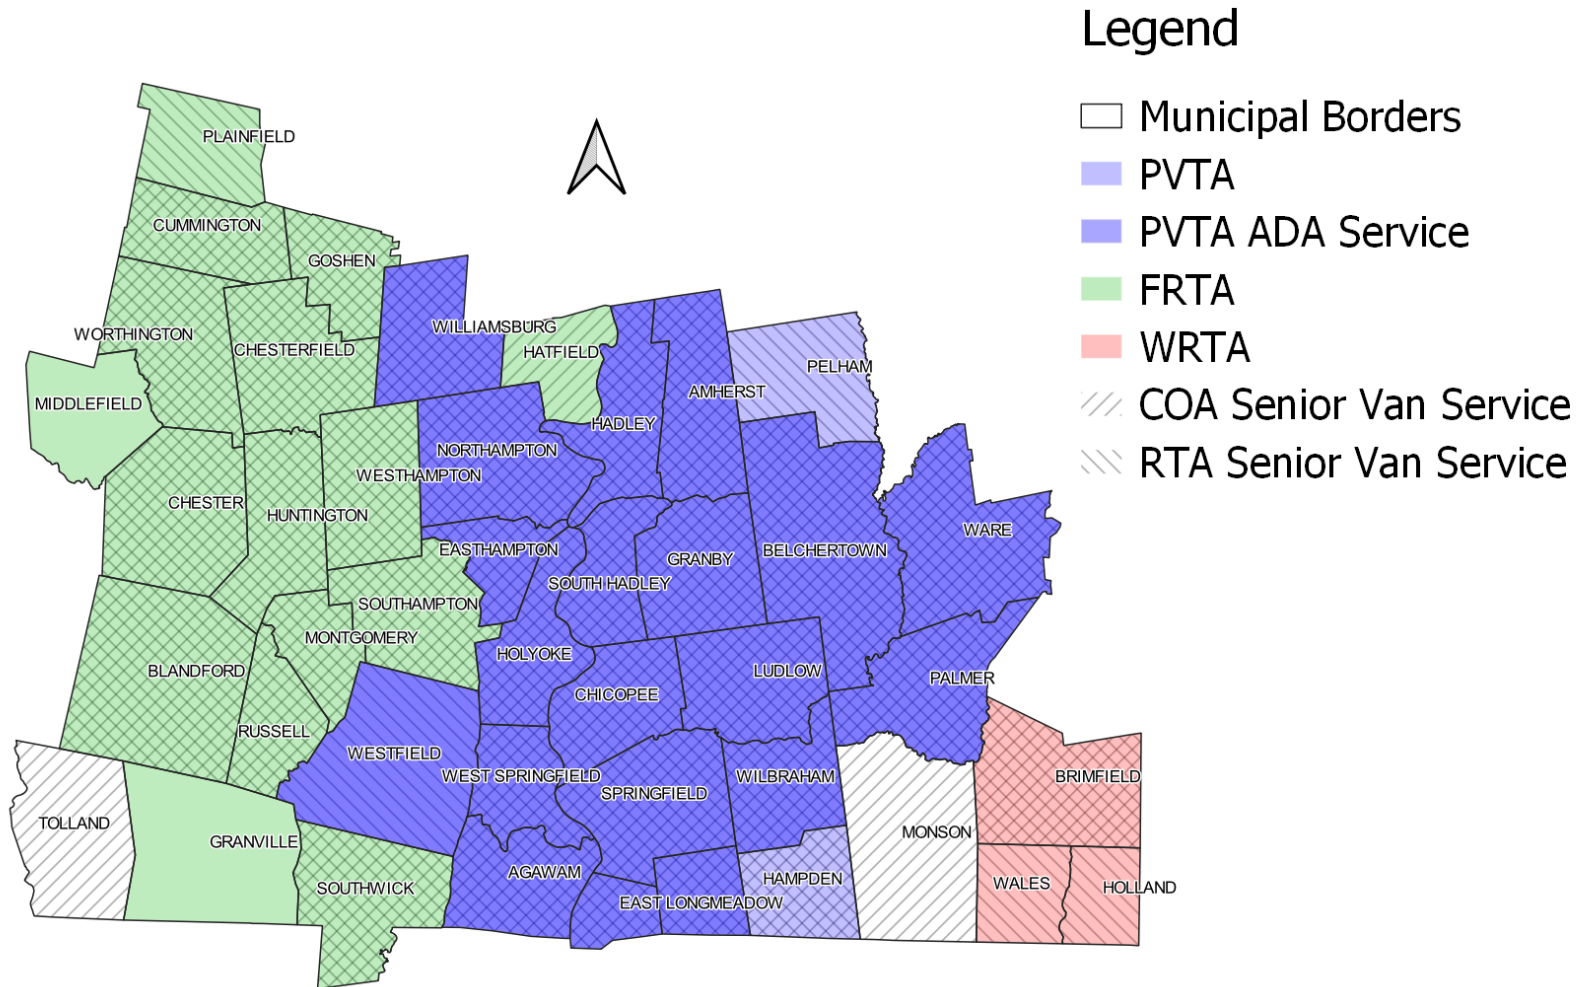 Legend
Municipal Borders
PVTA
PVTA ADA Service
FRTA
WRTA
COA Senior Van Service
RTA Senior Van Service
PLAINFIELD
CUMMINGTON
GOSHEN
WORTHINGTON
CHESTERFIELD
WILLIAMSBURG
HATFIELD
MIDDLEFIELD
PELHAM
AMHERST
HADLEY
NORTHAMPTON
WESTHAMPTON
CHESTER
HUNTINGTON
WARE
EASTHAMPTON
BELCHERTOWN
GRANBY
SOUTH HADLEY
SOUTHAMPTON
MONTGOMERY
HOLYOKE
BLANDFORD
LUDLOW
PALMER
CHICOPEE
RUSSELL
WESTFIELD
WEST SPRINGFIELD
WILBRAHAM
BRIMFIELD
SPRINGFIELD
TOLLAND
MONSON
GRANVILLE
AGAWAM
HAMPDEN
WALES
HOLLAND
SOUTHWICK
EAST LONGMEADOW